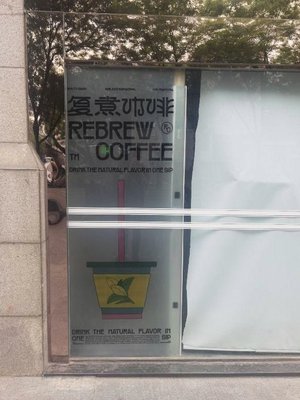 复煮咖啡
REBREW
TM COFFEE
DRINK THE NATURAL FLAVOR IN ONE SIP
DRINK THE NATURAL FLAVOR IN
ONE SIP